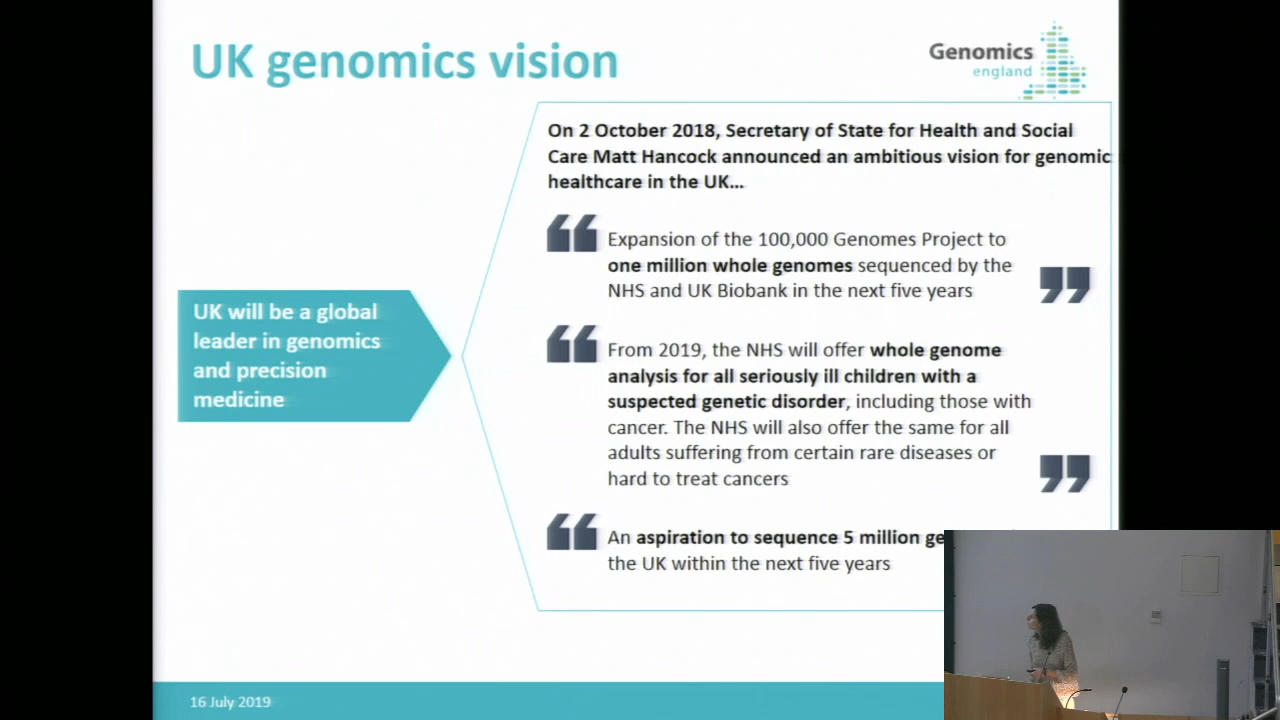 UK genomics vision
Genomics
england
On 2 October 2018, Secretary of State for Health and Social
Care Matt Hancock announced an ambitious vision for genomic
healthcare in the UK...
Expansion of the 100,000 Genomes Project to
one million whole genomes sequenced by the
NHS and UK Biobank in the next five years
UK will be a global
leader in genomics
and precision
medicine
From 2019, the NHS will offer whole genome
analysis for all seriously ill children with a
suspected genetic disorder, including those with
cancer. The NHS will also offer the same for all
adults suffering from certain rare diseases or
hard to treat cancers
An aspiration to sequence 5 million
the UK within the next five years
16 July 2019